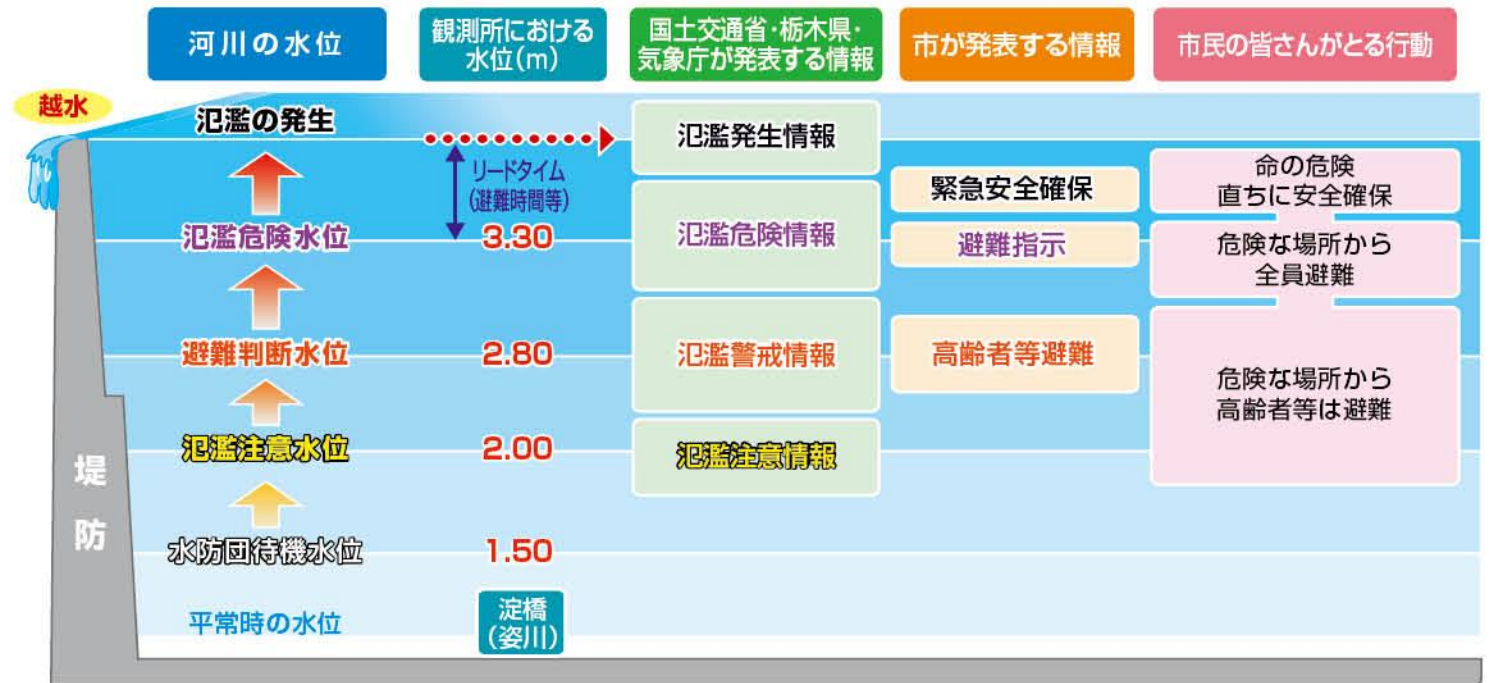 河川の水位
観測所における
水位(m)
国土交通省・栃木県・
気象庁が発表する情報
市が発表する情報
市民の皆さんがとる行動
越水
氾濫の発生
氾濫発生情報
リードタイム
(避難時間等)
緊急安全確保
命の危険
直ちに安全確保
氾濫危険水位
3.30
氾濫危険情報
避難指示
危険な場所から
全員避難
避難判断水位
2.80
氾濫警戒情報
高齢者等避難
危険な場所から
高齢者等は避難
氾濫注意水位
2.00
氾濫注意情報
堤防
水防団待機水位
1.50
平常時の水位
淀橋
(姿川)